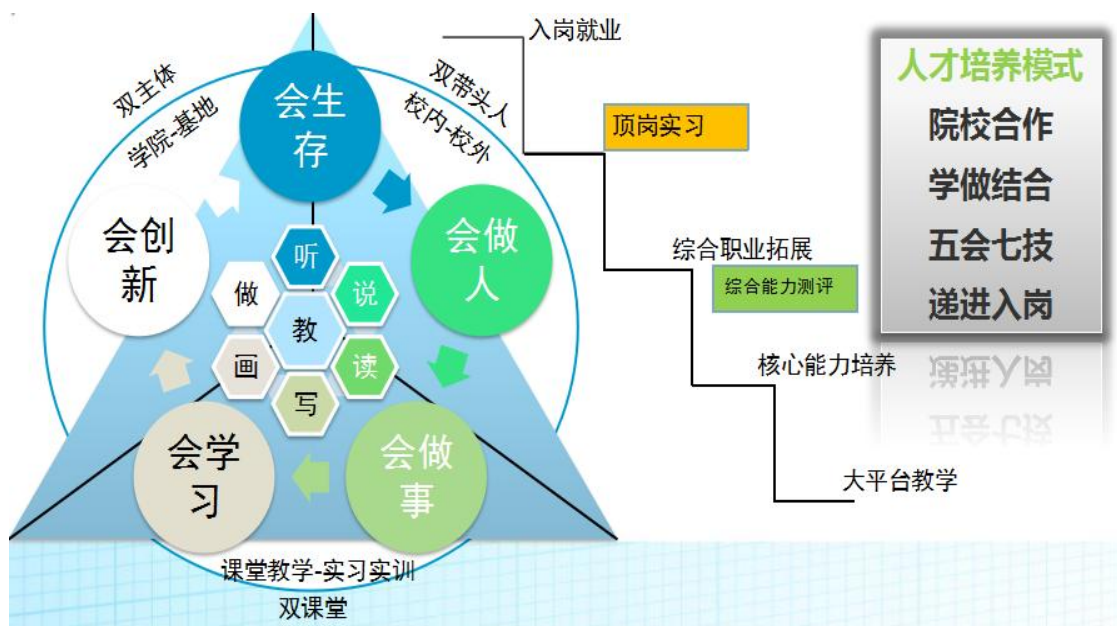 双主体
学院-基地
双带头人
校内-校外
会生
存
会做
人
会做
事
会学
习
会创
新
听
说
读
写
画
做
教
课堂教学-实习实训
双课堂
入岗就业
顶岗实习
综合职业拓展
综合能力测评
核心能力培养
大平台教学
人才培养模式
院校合作
学做结合
五会七技
递进入岗